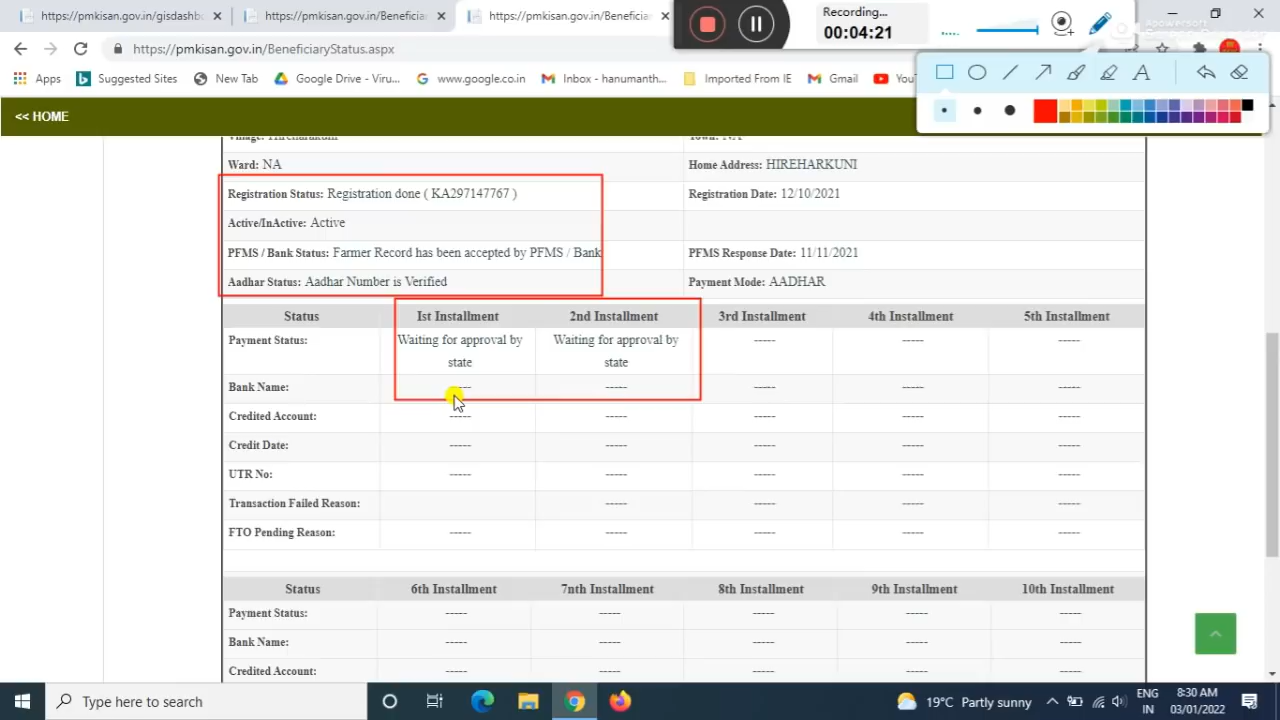 https://pmkisan.gov.in/gisdashbo
https://pmkisan.gov.in/Beneficiar
https://pmkisan.gov.in/Beneficiar
Recording...
00:04:21
https://pmkisan.gov.in/BeneficiaryStatus.aspx
Apps
Suggested Sites
New Tab
Google Drive - Viru...
www.google.co.in
Inbox - hanumanth...
Imported From IE
Gmail
<< HOME
Ward: NA
Home Address: HIREHARKUNI
Registration Status: Registration done ( KA297147767 )
Registration Date: 12/10/2021
Active/InActive: Active
PFMS / Bank Status: Farmer Record has been accepted by PFMS / Bank
PFMS Response Date: 11/11/2021
Aadhar Status: Aadhar Number is Verified
Payment Mode: AADHAR
Status Ist Installment 2nd Installment 3rd Installment 4th Installment 5th Installment
Payment Status: Waiting for approval by state Waiting for approval by state ----- ----- -----
Bank Name: ----- ----- ----- ----- -----
Credited Account: ----- ----- ----- ----- -----
Credit Date: ----- ----- ----- ----- -----
UTR No: ----- ----- ----- ----- -----
Transaction Failed Reason: ----- ----- ----- -----
FTO Pending Reason: ----- ----- ----- ----- -----
Status 6th Installment 7nth Installment 8th Installment 9th Installment 10th Installment
Payment Status: ----- ----- ----- ----- -----
Bank Name: ----- ----- ----- ----- -----
Credited Account: ----- ----- ----- ----- -----
Type here to search
19°C Partly sunny
ENG
IN
8:30 AM
03/01/2022